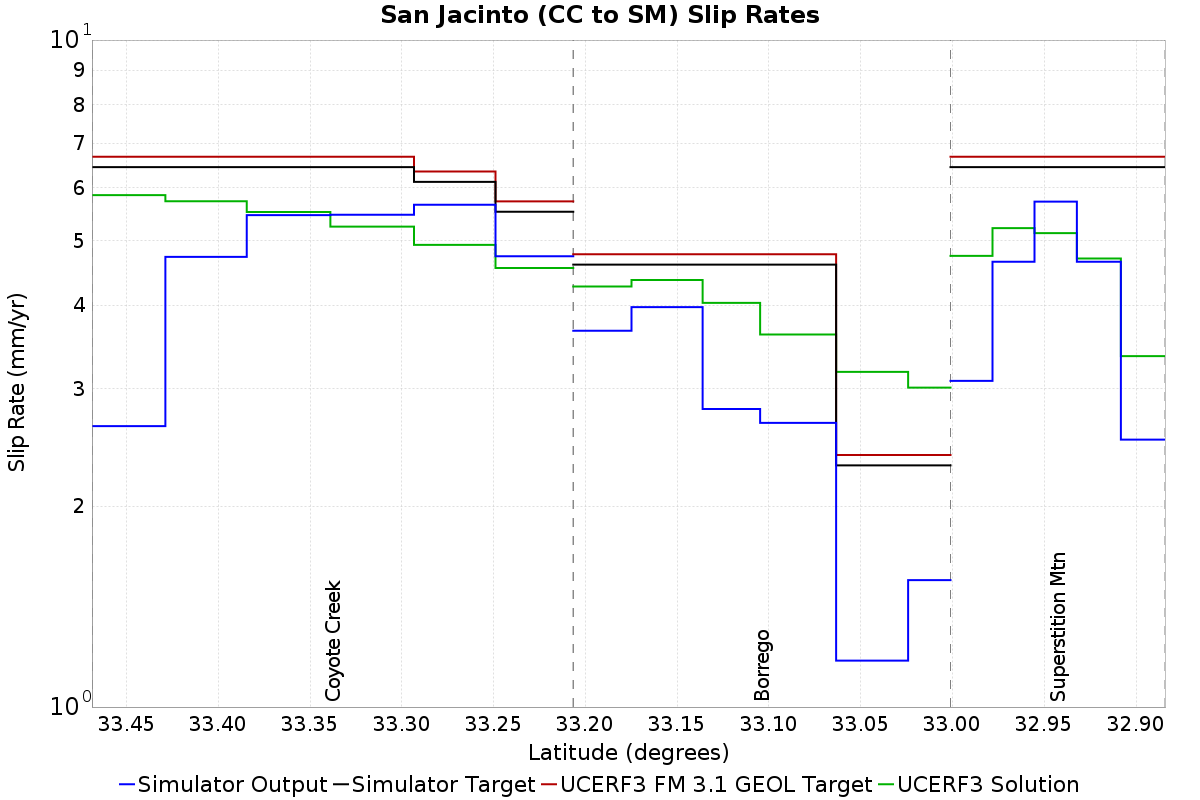 San Jacinto (CC to SM) Slip Rates
Slip Rate (mm/yr)
10^1
9
8
7
6
5
4
3
2
10^0
Coyote Creek
Borrego
Superstition Mtn
33.45 33.40 33.35 33.30 33.25 33.20 33.15 33.10 33.05 33.00 32.95 32.90
Latitude (degrees)
Simulator Output Simulator Target UCERF3 FM 3.1 GEOL Target UCERF3 Solution